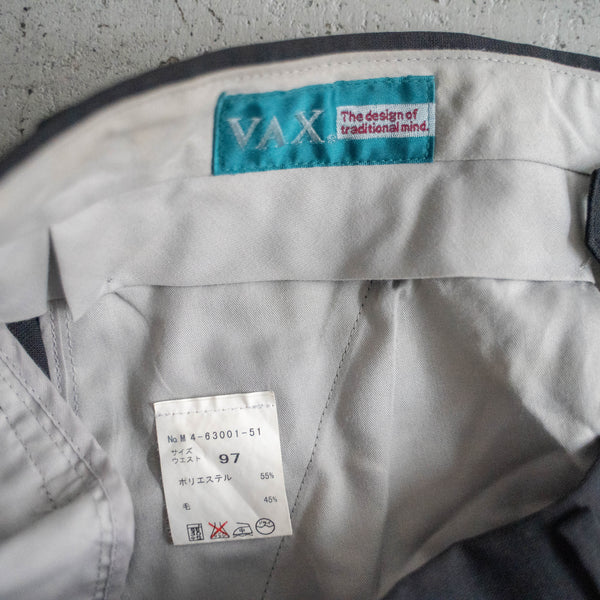 VAX.
The design of
traditional mind.
No.M 4-63001-51
サイズ
ウエスト 97
ポリエステル 55%
毛 45%